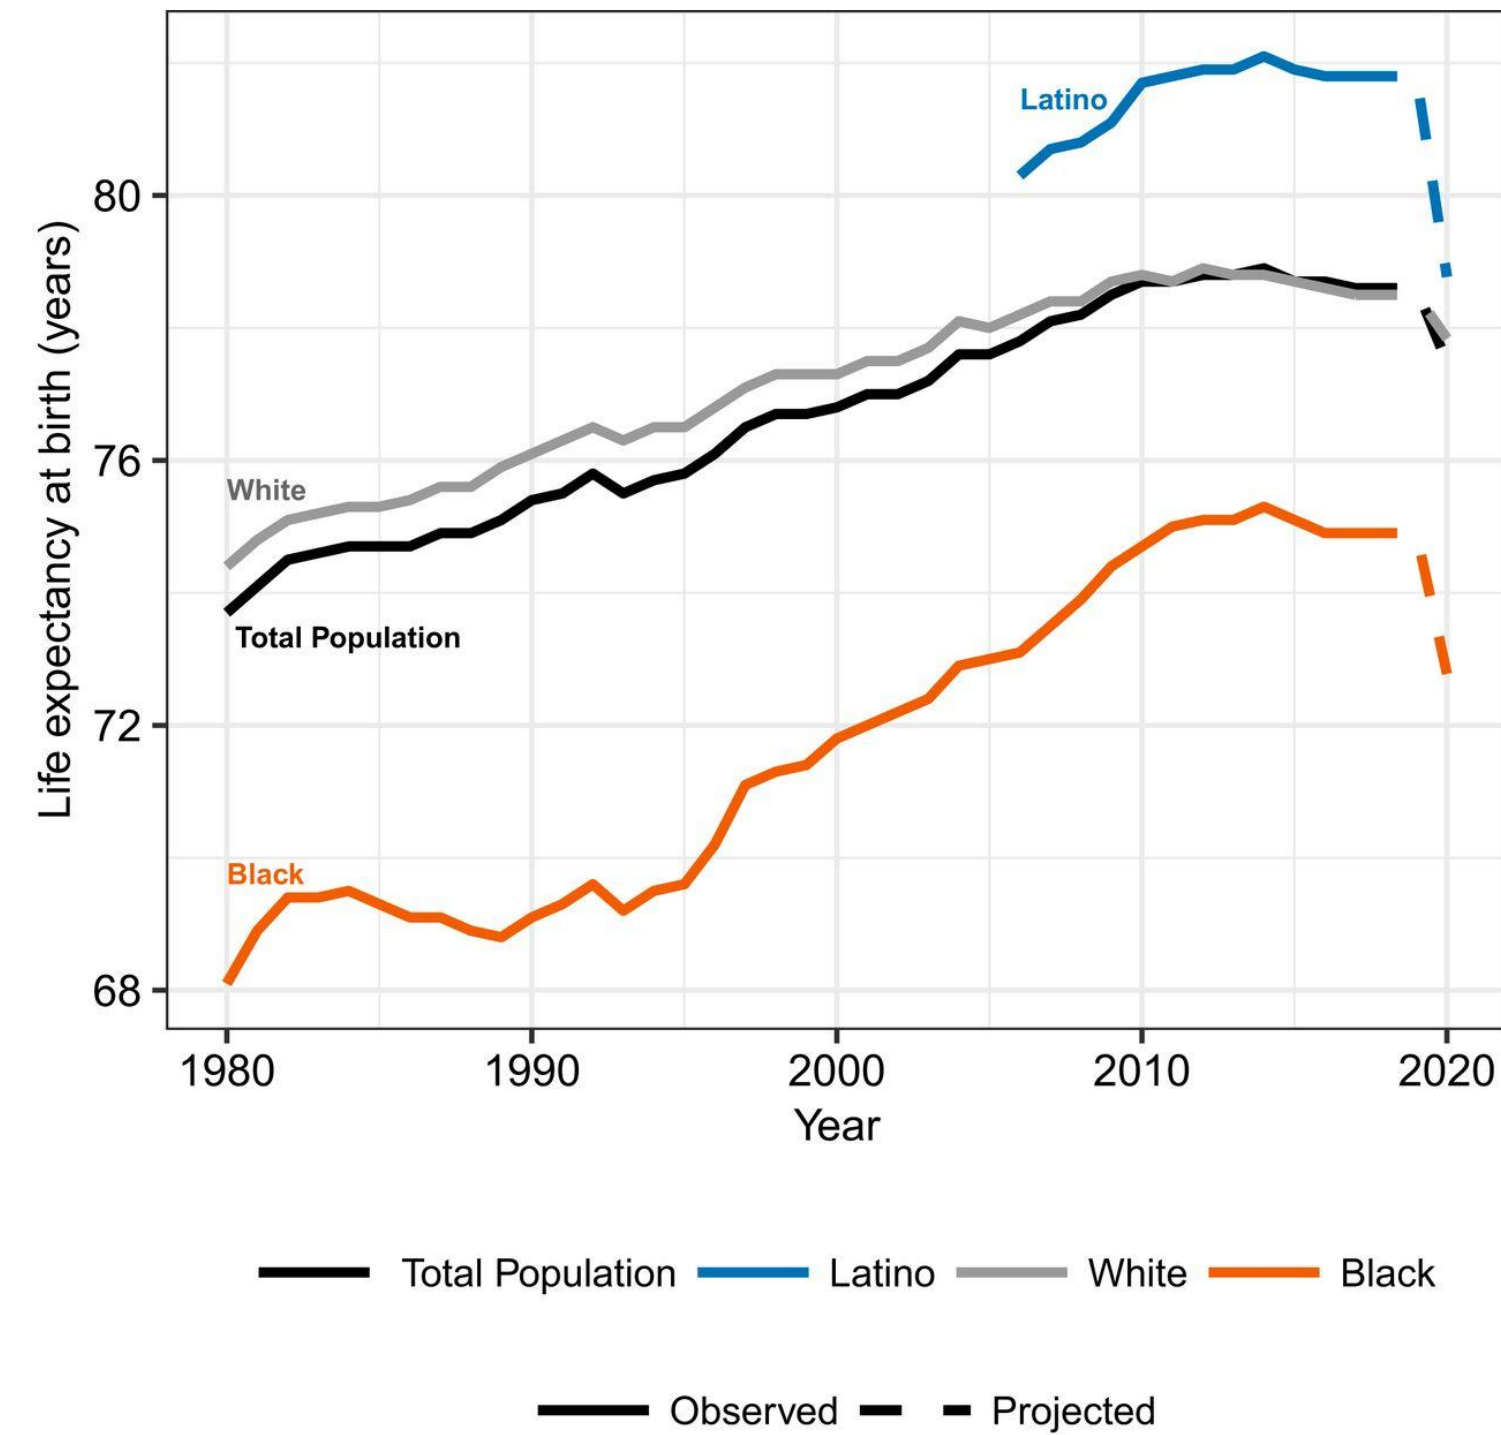 Latino
80
Life expectancy at birth (years)
76
White
Total Population
72
Black
68
1980 1990 2000 2010 2020
Year
Total Population Latino White Black
Observed Projected